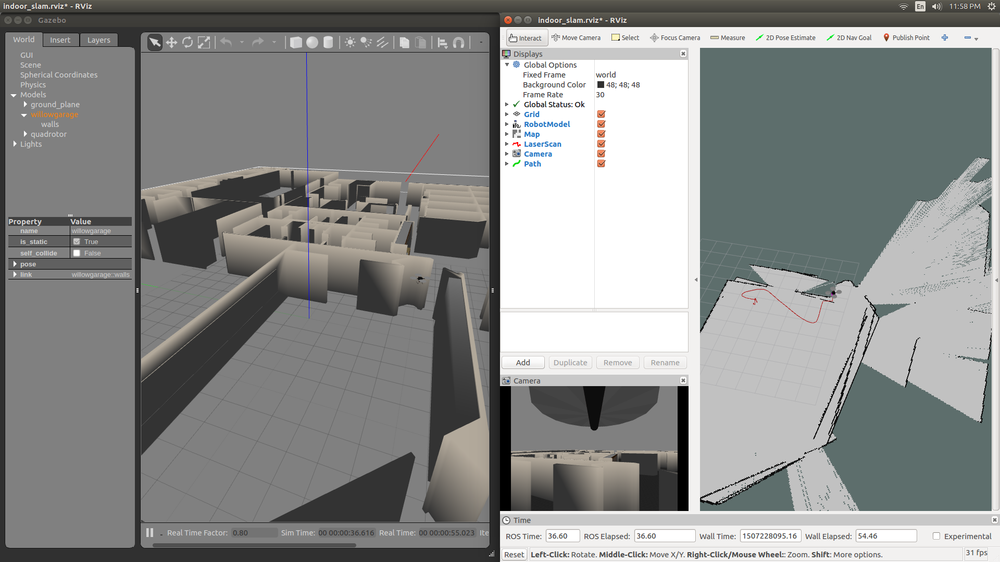 indoor_slam.rviz* - RViz
En
11:58 PM
Gazebo
World
Insert
Layers
GUI
Scene
Spherical Coordinates
Physics
Models
ground_plane
willowgarage
walls
quadrotor
Lights
Property Value
name willowgarage
is_static True
self_collide False
pose
link willowgarage::walls
Real Time Factor: 0.80 Sim Time: 00 00:00:36.616 Real Time: 00 00:00:55.023 Ite
indoor_slam.rviz* - RViz
Interact Move Camera Select Focus Camera Measure 2D Pose Estimate 2D Nav Goal Publish Point
Displays
Global Options
Fixed Frame world
Background Color 48; 48; 48
Frame Rate 30
Global Status: Ok
Grid
RobotModel
Map
LaserScan
Camera
Path
Add Duplicate Remove Rename
Camera
Time
ROS Time: 36.60 ROS Elapsed: 36.60 Wall Time: 1507228095.16 Wall Elapsed: 54.46 Experimental
Reset Left-Click: Rotate. Middle-Click: Move X/Y. Right-Click/Mouse Wheel:: Zoom. Shift: More options. 31 fps